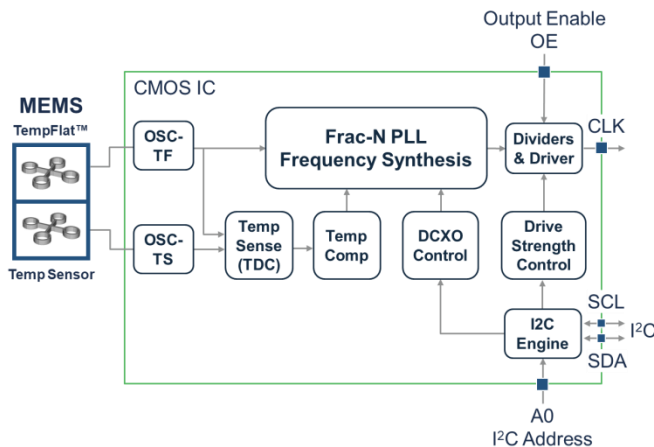 Output Enable
OE
CMOS IC
MEMS
TempFlat™
OSC-
TF
Frac-N PLL
Frequency Synthesis
Dividers
& Driver
CLK
OSC-
TS
Temp
Sense
(TDC)
Temp
Comp
DCXO
Control
Drive
Strength
Control
Temp Sensor
SCL
I2C
Engine
I²C
SDA
A0
I²C Address